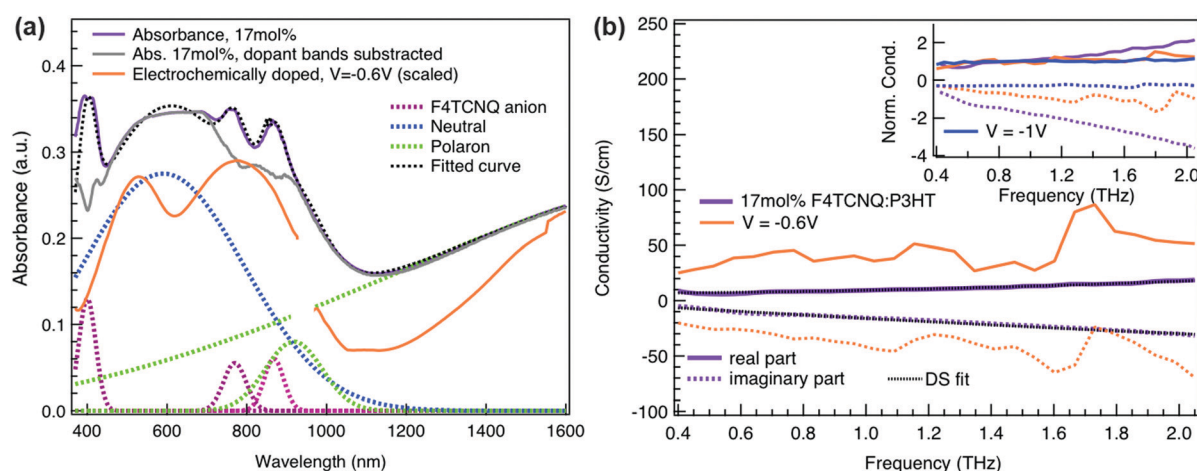 (a)
Absorbance, 17mol%
Abs. 17mol%, dopant bands substracted
Electrochemically doped, V=-0.6V (scaled)
F4TCNQ anion
Neutral
Polaron
Fitted curve
0.4
0.3
0.2
0.1
0.0
Absorbance (a.u.)
400
600
800
1000
1200
1400
1600
Wavelength (nm)
(b)
250
200
150
100
50
0
-50
-100
Conductivity (S/cm)
17mol% F4TCNQ:P3HT
V = -0.6V
real part
imaginary part
DS fit
0.4
0.6
0.8
1.0
1.2
1.4
1.6
1.8
2.0
Frequency (THz)
2
0
-2
-4
Norm. Cond.
V = -1V
0.4
0.8
1.2
1.6
2.0
Frequency (THz)